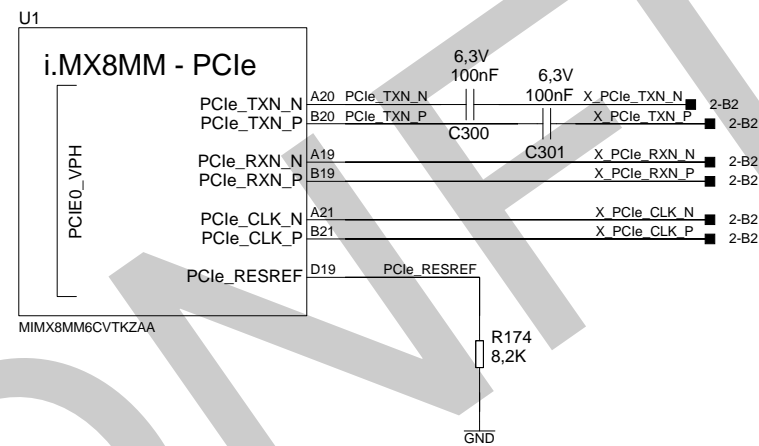 U1
i.MX8MM - PCIe
PCIE0_VPH
6,3V
100nF
6,3V
100nF
PCIe_TXN_N A20 PCIe_TXN_N X_PCIe_TXN_N 2-B2
PCIe_TXN_P B20 PCIe_TXN_P X_PCIe_TXN_P 2-B2
C300
C301
PCIe_RXN_N A19 X_PCIe_RXN_N 2-B2
PCIe_RXN_P B19 X_PCIe_RXN_P 2-B2
PCIe_CLK_N A21 X_PCIe_CLK_N 2-B2
PCIe_CLK_P B21 X_PCIe_CLK_P 2-B2
PCIe_RESREF D19 PCIe_RESREF
MIMX8MM6CVTKZAA
R174
8,2K
GND